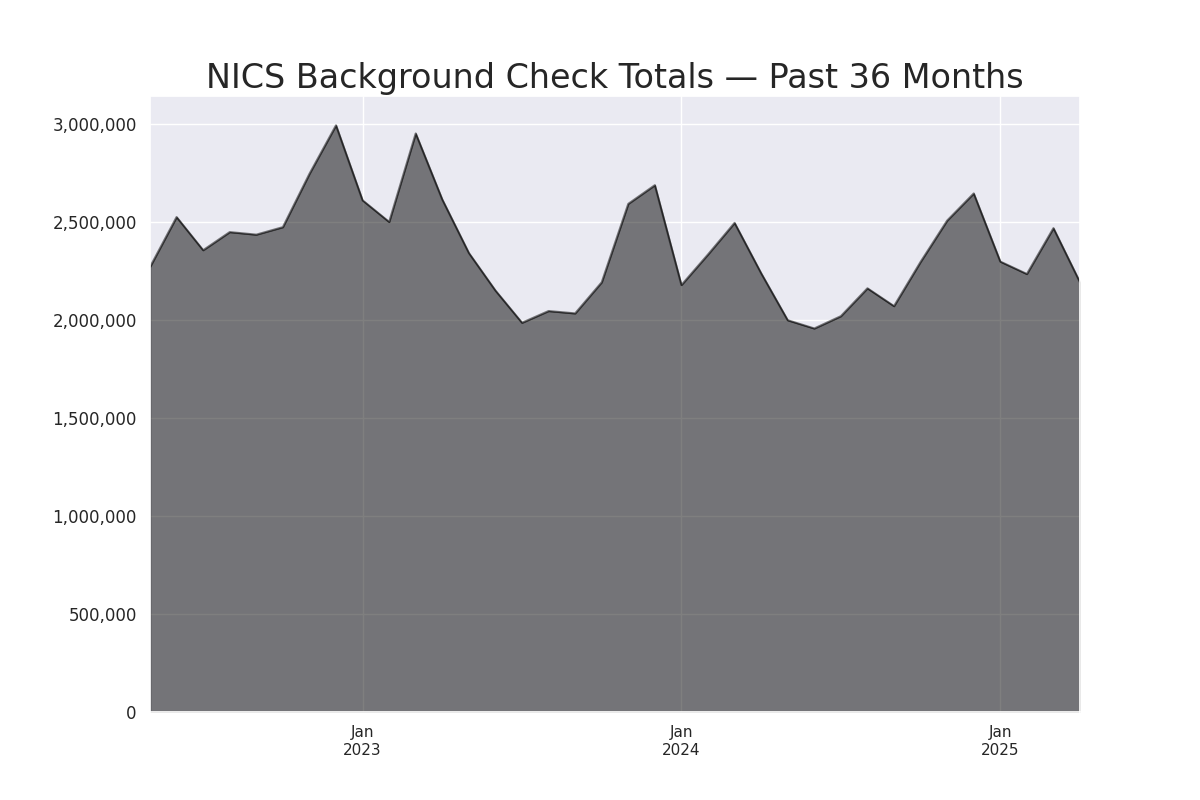 NICS Background Check Totals — Past 36 Months
3,000,000
2,500,000
2,000,000
1,500,000
1,000,000
500,000
0
Jan
2023
Jan
2024
Jan
2025